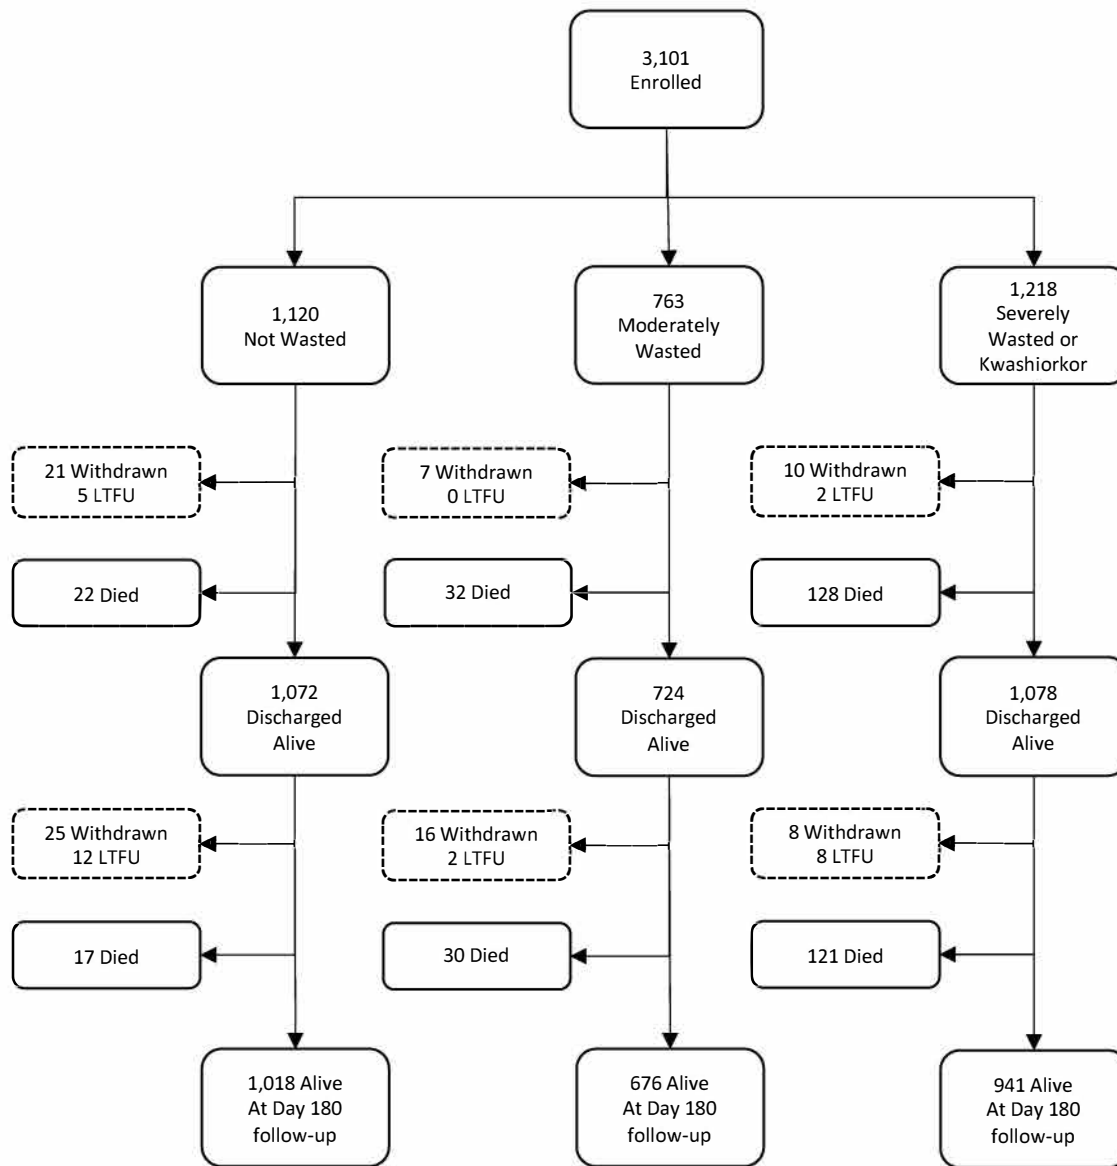 3,101
Enrolled
1,120
Not Wasted
763
Moderately
Wasted
1,218
Severely
Wasted or
Kwashiorkor
21 Withdrawn
5 LTFU
7 Withdrawn
0 LTFU
10 Withdrawn
2 LTFU
22 Died
32 Died
128 Died
1,072
Discharged
Alive
724
Discharged
Alive
1,078
Discharged
Alive
25 Withdrawn
12 LTFU
16 Withdrawn
2 LTFU
8 Withdrawn
8 LTFU
17 Died
30 Died
121 Died
1,018 Alive
At Day 180
follow-up
676 Alive
At Day 180
follow-up
941 Alive
At Day 180
follow-up